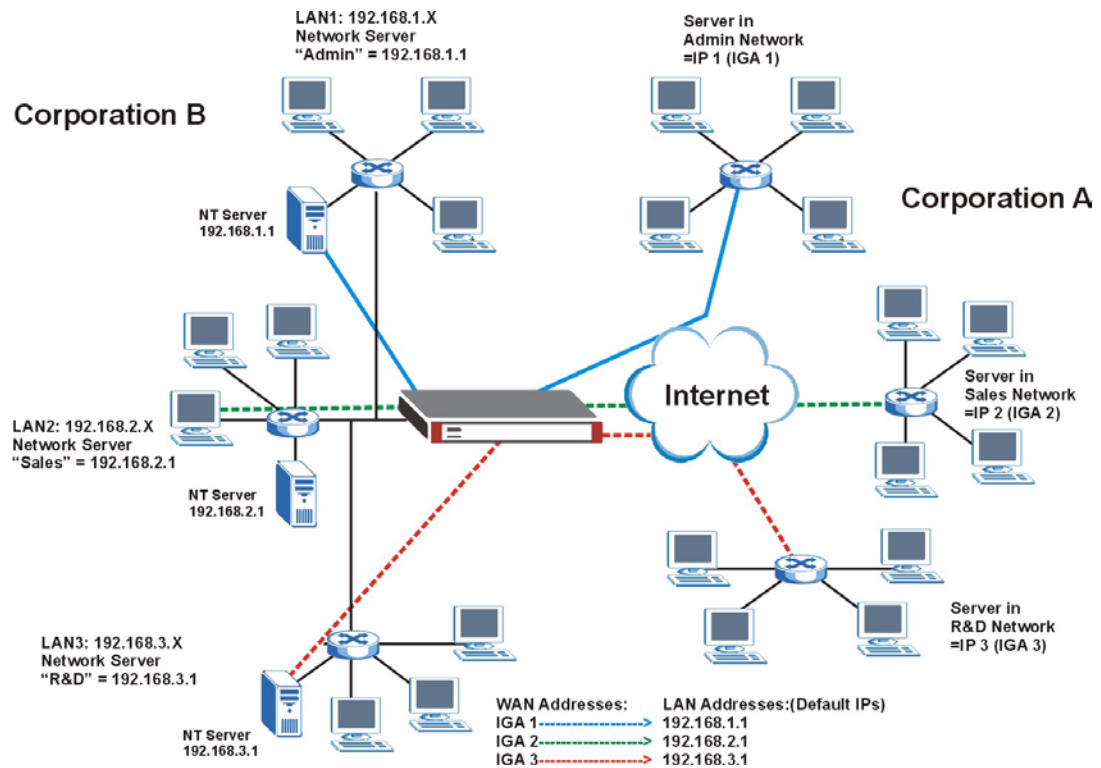 LAN1: 192.168.1.X
Network Server
“Admin” = 192.168.1.1
Server in
Admin Network
=IP 1 (IGA 1)
Corporation B
Corporation A
NT Server
192.168.1.1
Internet
Server in
Sales Network
=IP 2 (IGA 2)
LAN2: 192.168.2.X
Network Server
“Sales” = 192.168.2.1
NT Server
192.168.2.1
Server in
R&D Network
=IP 3 (IGA 3)
LAN3: 192.168.3.X
Network Server
“R&D” = 192.168.3.1
NT Server
192.168.3.1
WAN Addresses: LAN Addresses:(Default IPs)
IGA 1 192.168.1.1
IGA 2 192.168.2.1
IGA 3 192.168.3.1